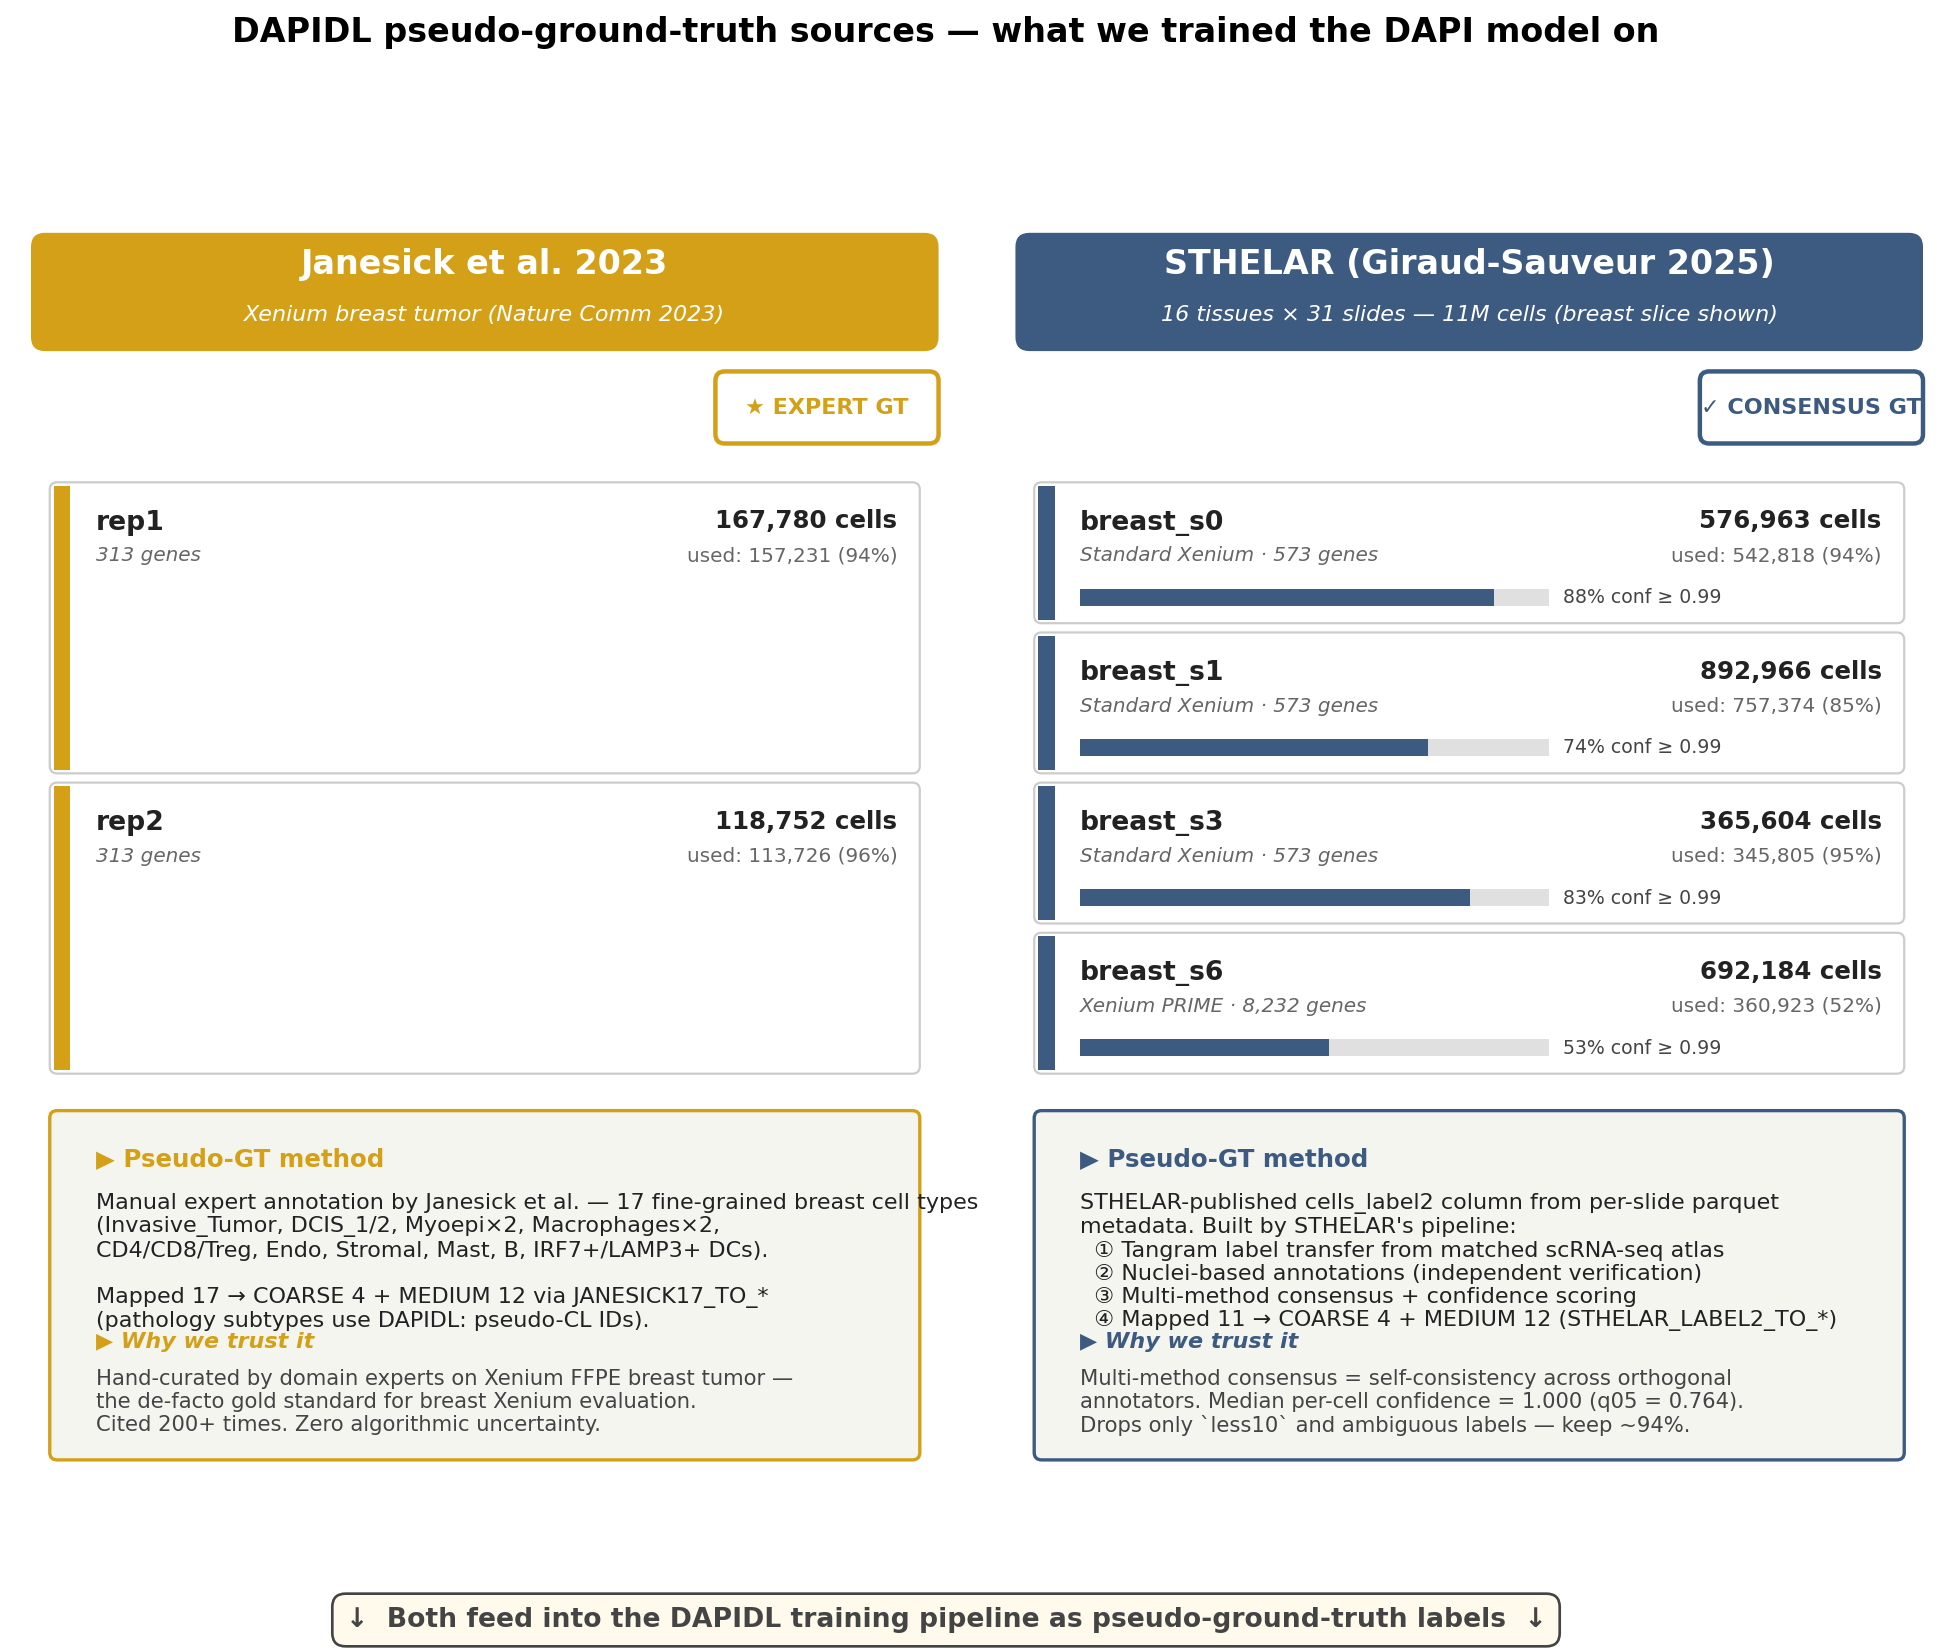 DAPIDL pseudo-ground-truth sources — what we trained the DAPI model on
Janesick et al. 2023
Xenium breast tumor (Nature Comm 2023)
★ EXPERT GT
rep1
167,780 cells
313 genes
used: 157,231 (94%)
rep2
118,752 cells
313 genes
used: 113,726 (96%)
▶ Pseudo-GT method
Manual expert annotation by Janesick et al. — 17 fine-grained breast cell types
(Invasive_Tumor, DCIS_1/2, Myoepi×2, Macrophages×2,
CD4/CD8/Treg, Endo, Stromal, Mast, B, IRF7+/LAMP3+ DCs).
Mapped 17 → COARSE 4 + MEDIUM 12 via JANESICK17_TO_*
(pathology subtypes use DAPIDL: pseudo-CL IDs).
▶ Why we trust it
Hand-curated by domain experts on Xenium FFPE breast tumor —
the de-facto gold standard for breast Xenium evaluation.
Cited 200+ times. Zero algorithmic uncertainty.
STHELAR (Giraud-Sauveur 2025)
16 tissues × 31 slides — 11M cells (breast slice shown)
✓ CONSENSUS GT
breast_s0
576,963 cells
Standard Xenium · 573 genes
used: 542,818 (94%)
88% conf ≥ 0.99
breast_s1
892,966 cells
Standard Xenium · 573 genes
used: 757,374 (85%)
74% conf ≥ 0.99
breast_s3
365,604 cells
Standard Xenium · 573 genes
used: 345,805 (95%)
83% conf ≥ 0.99
breast_s6
692,184 cells
Xenium PRIME · 8,232 genes
used: 360,923 (52%)
53% conf ≥ 0.99
▶ Pseudo-GT method
STHELAR-published cells_label2 column from per-slide parquet
metadata. Built by STHELAR's pipeline:
① Tangram label transfer from matched scRNA-seq atlas
② Nuclei-based annotations (independent verification)
③ Multi-method consensus + confidence scoring
④ Mapped 11 → COARSE 4 + MEDIUM 12 (STHELAR_LABEL2_TO_*)
▶ Why we trust it
Multi-method consensus = self-consistency across orthogonal
annotators. Median per-cell confidence = 1.000 (q05 = 0.764).
Drops only `less10` and ambiguous labels — keep ~94%.
↓ Both feed into the DAPIDL training pipeline as pseudo-ground-truth labels ↓